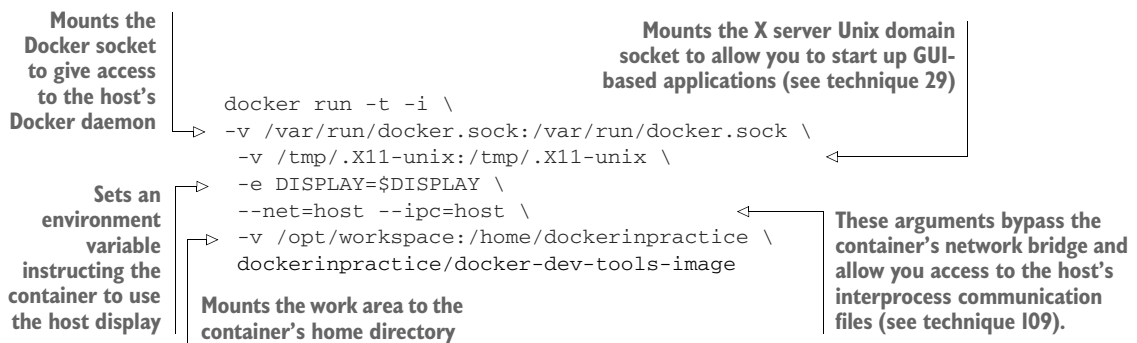 Mounts the
Docker socket
to give access
to the host's
Docker daemon
Mounts the X server Unix domain
socket to allow you to start up GUI-
based applications (see technique 29)
docker run -t -i \
-v /var/run/docker.sock:/var/run/docker.sock \
-v /tmp/.X11-unix:/tmp/.X11-unix \
-e DISPLAY=$DISPLAY \
--net=host --ipc=host \
-v /opt/workspace:/home/dockerinpractice \
dockerinpractice/docker-dev-tools-image
Sets an
environment
variable
instructing the
container to use
the host display
Mounts the work area to the
container's home directory
These arguments bypass the
container's network bridge and
allow you access to the host's
interprocess communication
files (see technique 109).